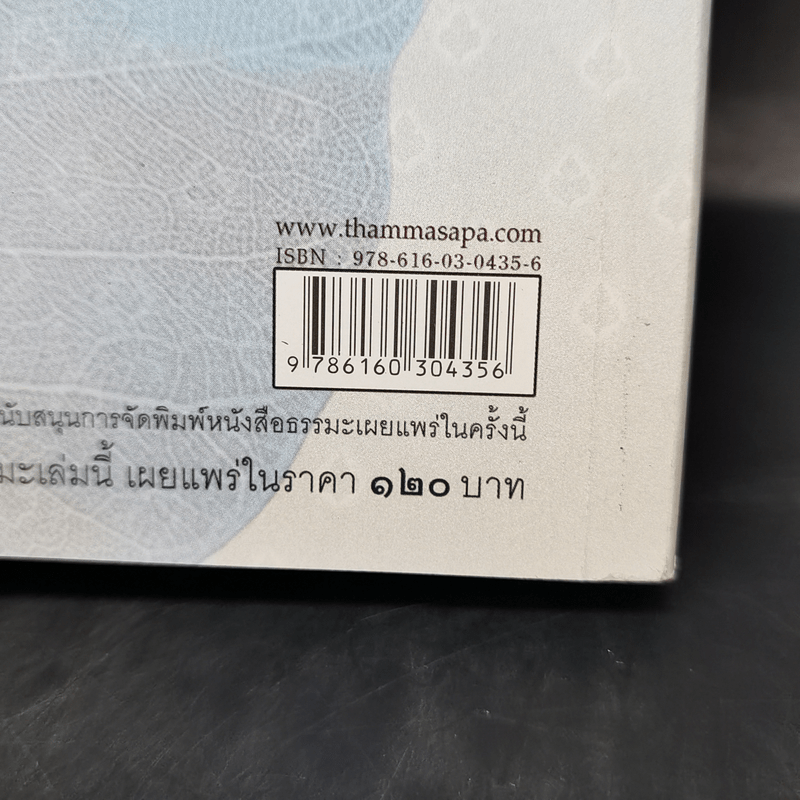 www.thammasapa.com
ISBN : 978-616-03-0435-6
9 786160 304356
นับสนุนการจัดพิมพ์หนังสือธรรมะเผยแพร่ในครั้งนี้
มะเล่มนี้ เผยแพร่ในราคา ๑๒๐ บาท